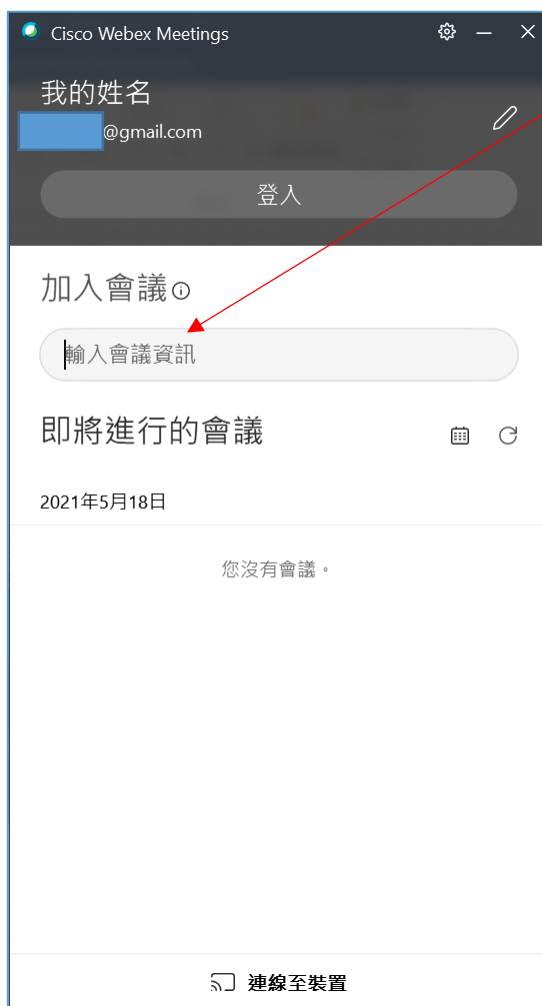 Cisco Webex Meetings
我的姓名
@gmail.com
登入
加入會議
輸入會議資訊
即將進行的會議
2021年5月18日
您沒有會議。
連線至裝置